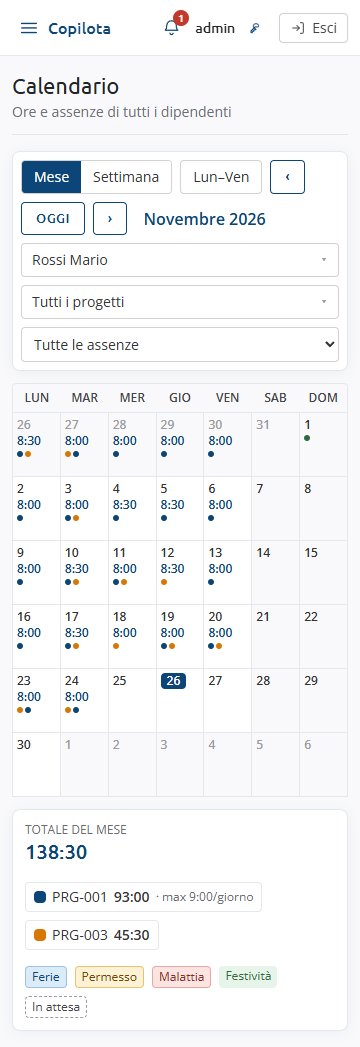 Copilota 1 admin Esci
Calendario
Ore e assenze di tutti i dipendenti
Mese Settimana Lun–Ven ‹
OGGI › Novembre 2026
Rossi Mario
Tutti i progetti
Tutte le assenze
LUN MAR MER GIO VEN SAB DOM
26 27 28 29 30 31 1
8:30 8:00 8:00 8:00 8:00
2 3 4 5 6 7 8
8:00 8:00 8:30 8:30 8:00
9 10 11 12 13 14 15
8:00 8:30 8:00 8:30 8:00
16 17 18 19 20 21 22
8:00 8:30 8:00 8:00 8:00
23 24 25 26 27 28 29
8:00 8:00
30 1 2 3 4 5 6
TOTALE DEL MESE
138:30
PRG-001 93:00 · max 9:00/giorno
PRG-003 45:30
Ferie Permesso Malattia Festività
In attesa